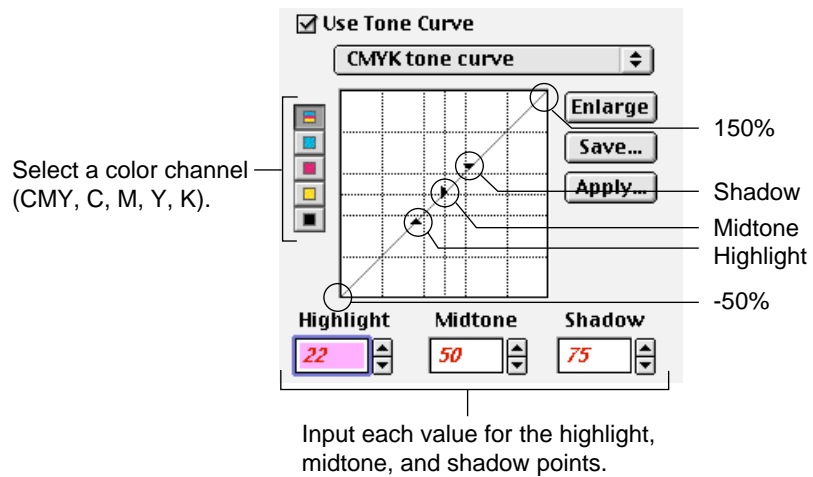 Use Tone Curve
CMYK tone curve
Enlarge
Save...
Apply...
150%
Select a color channel
(CMY, C, M, Y, K).
Shadow
Midtone
Highlight
-50%
Highlight Midtone Shadow
22 50 75
Input each value for the highlight,
midtone, and shadow points.